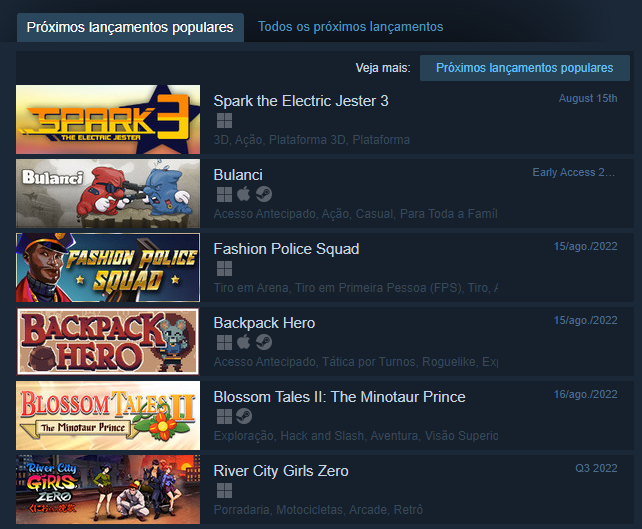 Próximos lançamentos populares
Todos os próximos lançamentos
Veja mais:
Próximos lançamentos populares
SPARK 3
THE ELECTRIC JESTER
Spark the Electric Jester 3
August 15th
3D, Ação, Plataforma 3D, Plataforma
Bulanci
Bulanci
Early Access 2...
Acesso Antecipado, Ação, Casual, Para Toda a Famíl
FASHION POLICE
SQUAD
Fashion Police Squad
15/ago./2022
Tiro em Arena, Tiro em Primeira Pessoa (FPS), Tiro, A
BACKPACK
HERO
Backpack Hero
15/ago./2022
Acesso Antecipado, Tática por Turnos, Roguelike, Exp
BLOSSOM TALES II
The Minotaur Prince
Blossom Tales II: The Minotaur Prince
16/ago./2022
Exploração, Hack and Slash, Aventura, Visão Superio
River City
GIRLS
ZERO
River City Girls Zero
Q3 2022
Porradaria, Motocicletas, Arcade, Retrô